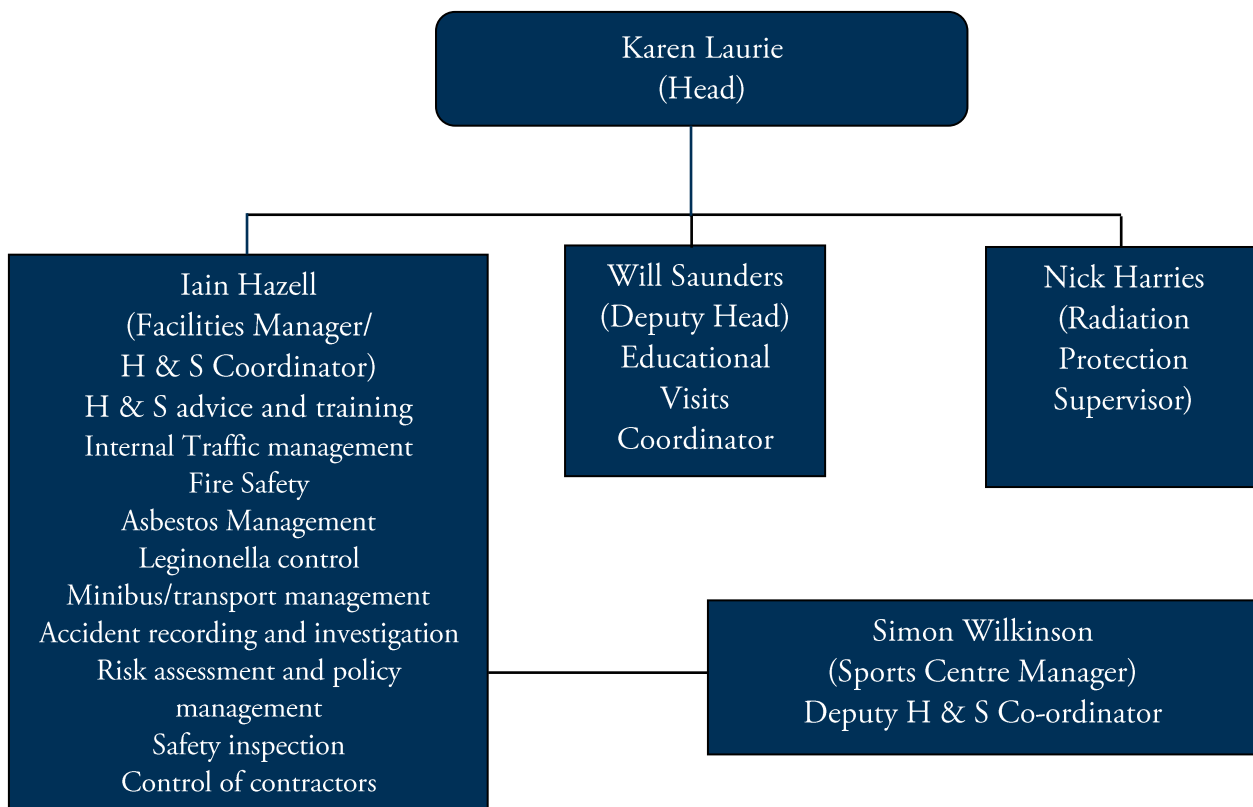 Karen Laurie
(Head)
Iain Hazell
(Facilities Manager/
H & S Coordinator)
H & S advice and training
Internal Traffic management
Fire Safety
Asbestos Management
Leginonella control
Minibus/transport management
Accident recording and investigation
Risk assessment and policy
management
Safety inspection
Control of contractors
Will Saunders
(Deputy Head)
Educational
Visits
Coordinator
Nick Harries
(Radiation
Protection
Supervisor)
Simon Wilkinson
(Sports Centre Manager)
Deputy H & S Co-ordinator